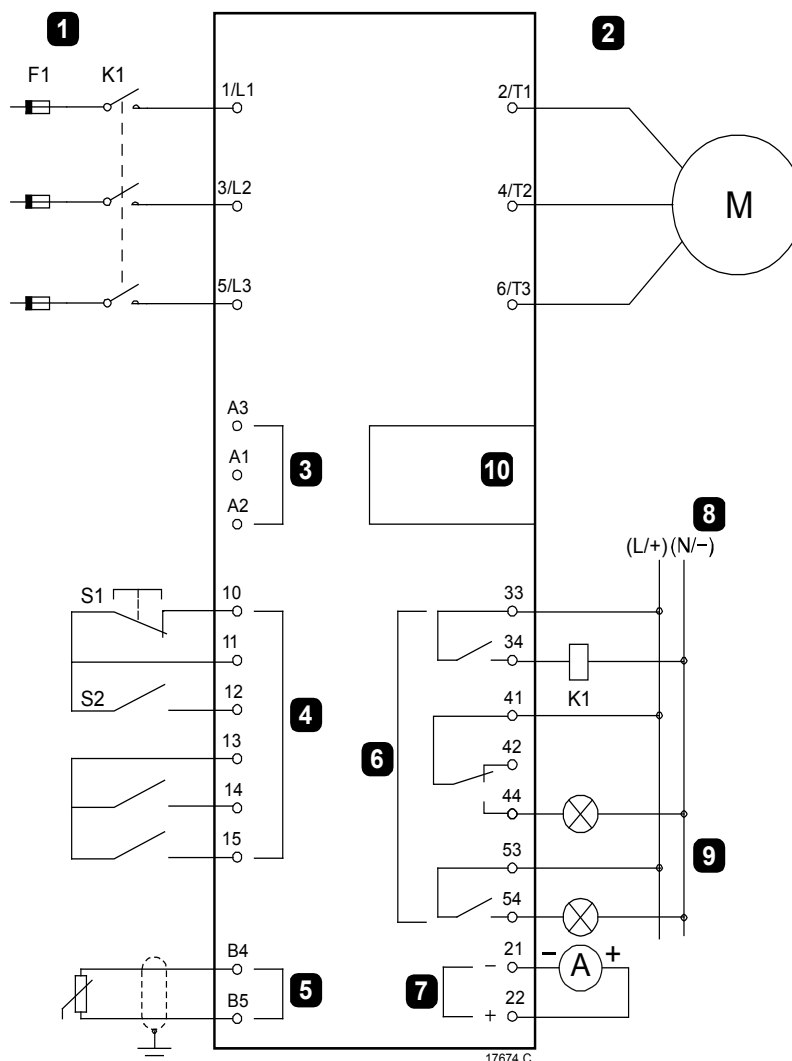 1
2
F1 K1
1/L1
2/T1
3/L2
4/T2
M
5/L3
6/T3
A3
A1
3
10
A2
8
(L/+) (N/−)
S1
10
33
11
34
K1
S2
12
4
41
13
6
42
14
44
15
53
9
54
B4
21
− A +
5
7
−
B5
+
22
17674.C